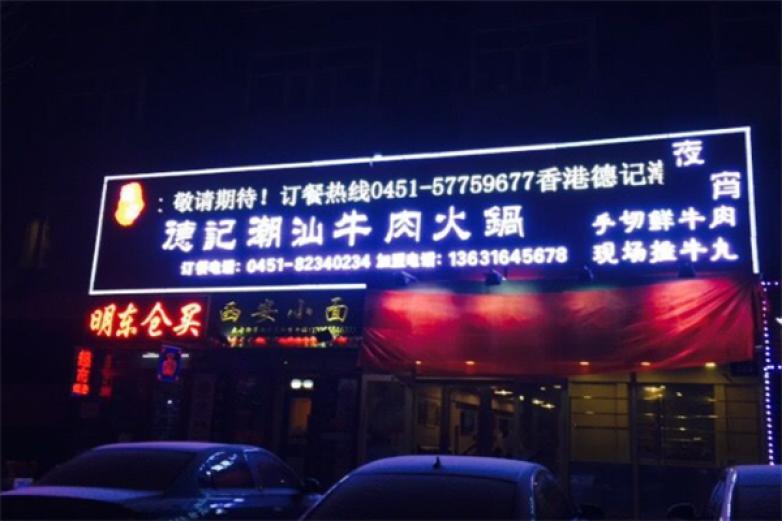 ：敬请期待！订餐热线0451-57759677香港德记潮
夜宵
德記潮汕牛肉火鍋
手切鲜牛肉
订餐电话：0451-82340234 加盟电话：13631645678
现场捶牛丸
明东仓买
西安小面